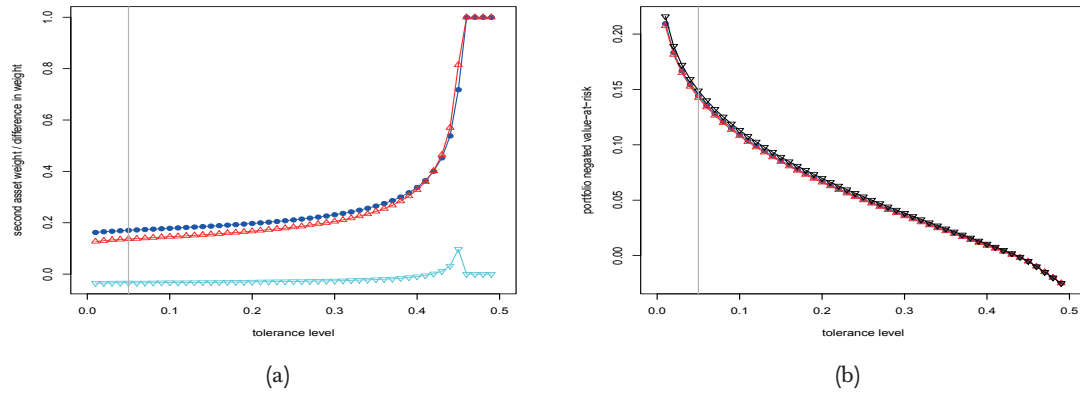 second asset weight / difference in weight
1.0
0.8
0.6
0.4
0.2
0.0
0.0 0.1 0.2 0.3 0.4 0.5
tolerance level
(a)
portfolio negated value-at-risk
0.20
0.15
0.10
0.05
0.00
0.0 0.1 0.2 0.3 0.4 0.5
tolerance level
(b)